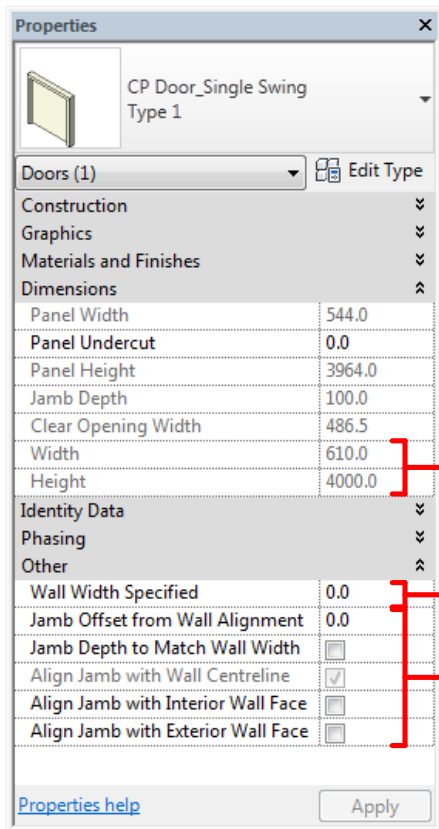 Properties
CP Door_Single Swing
Type 1
Doors (1) Edit Type
Construction
Graphics
Materials and Finishes
Dimensions
Panel Width 544.0
Panel Undercut 0.0
Panel Height 3964.0
Jamb Depth 100.0
Clear Opening Width 486.5
Width 610.0
Height 4000.0
Identity Data
Phasing
Other
Wall Width Specified 0.0
Jamb Offset from Wall Alignment 0.0
Jamb Depth to Match Wall Width
Align Jamb with Wall Centreline
Align Jamb with Interior Wall Face
Align Jamb with Exterior Wall Face
Properties help Apply